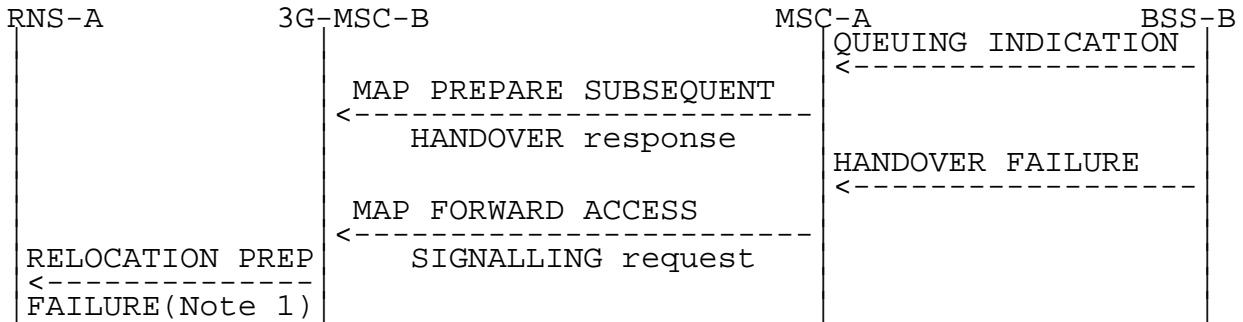 RNS-A 3G-MSC-B MSC-A BSS-B
QUEUING INDICATION
MAP PREPARE SUBSEQUENT
HANDOVER response
HANDOVER FAILURE
MAP FORWARD ACCESS
RELOCATION PREP SIGNALLING request
FAILURE(Note 1)